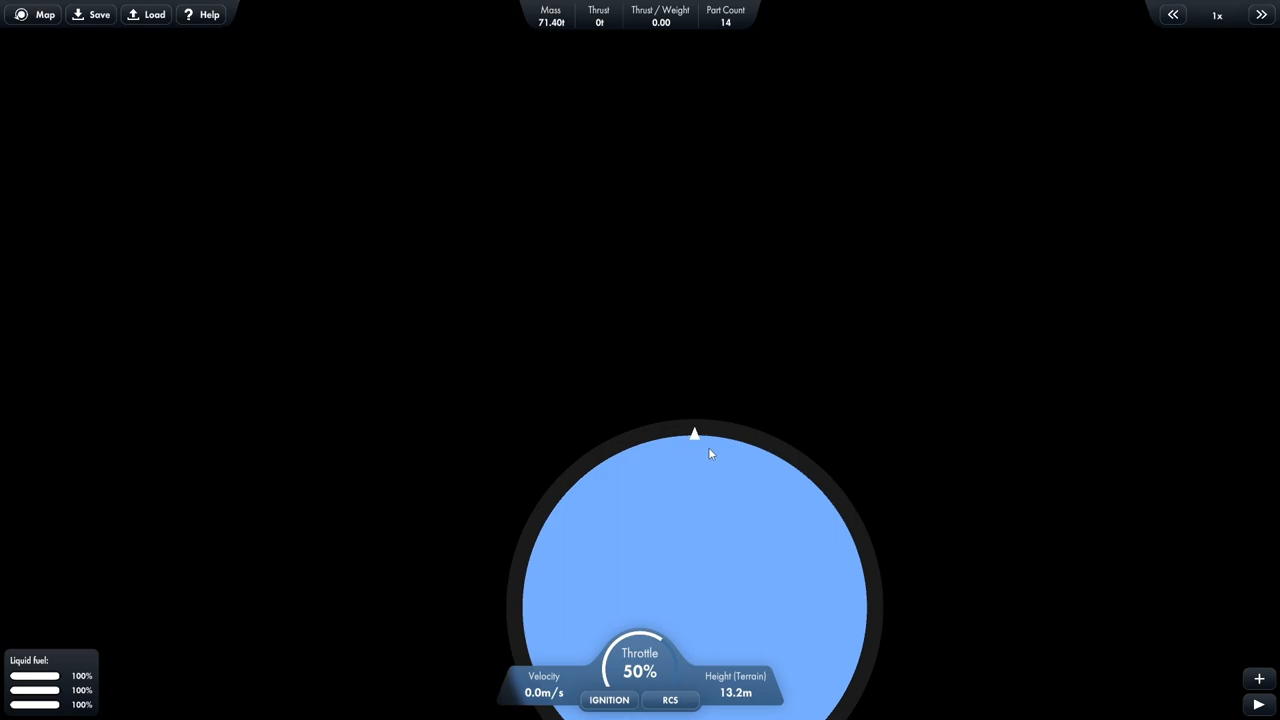 Map
Save
Load
Help
Mass
71.40t
Thrust
0t
Thrust / Weight
0.00
Part Count
14
1x
Throttle
50%
Velocity
0.0m/s
IGNITION
RCS
Height (Terrain)
13.2m
Liquid fuel:
100%
100%
100%